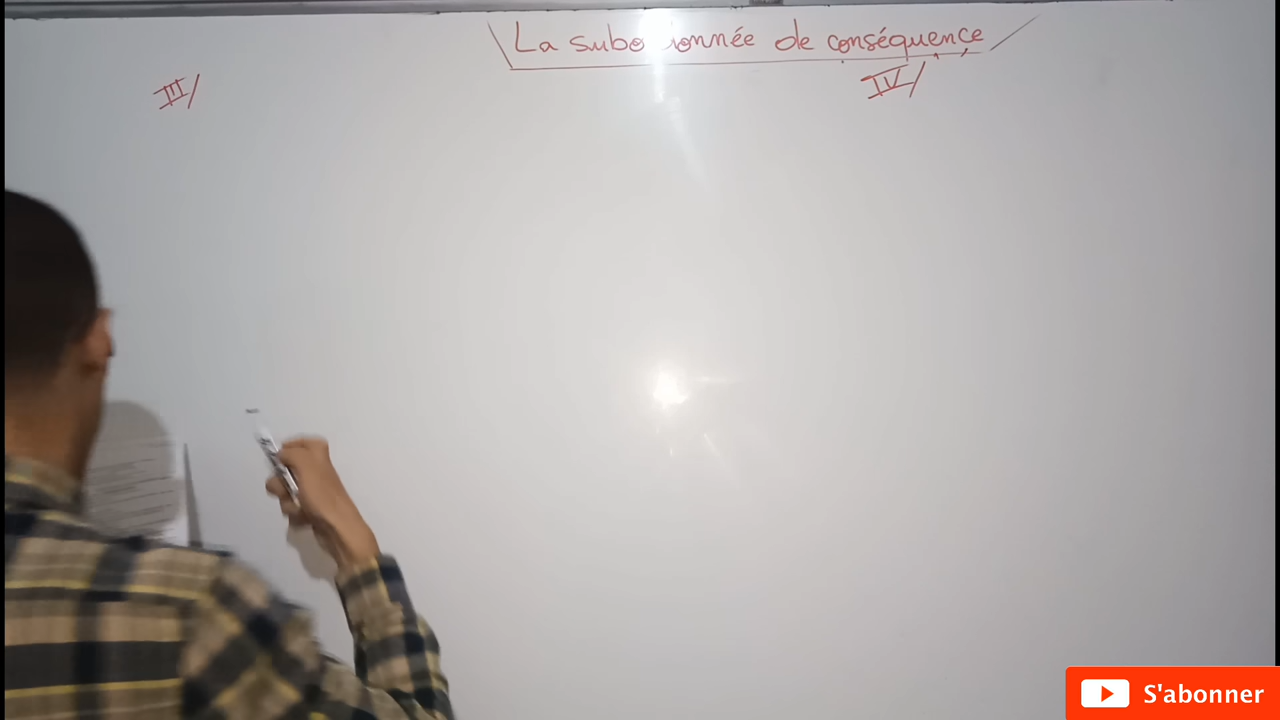 La subordonnée de conséquence
III/
IV/
S'abonner